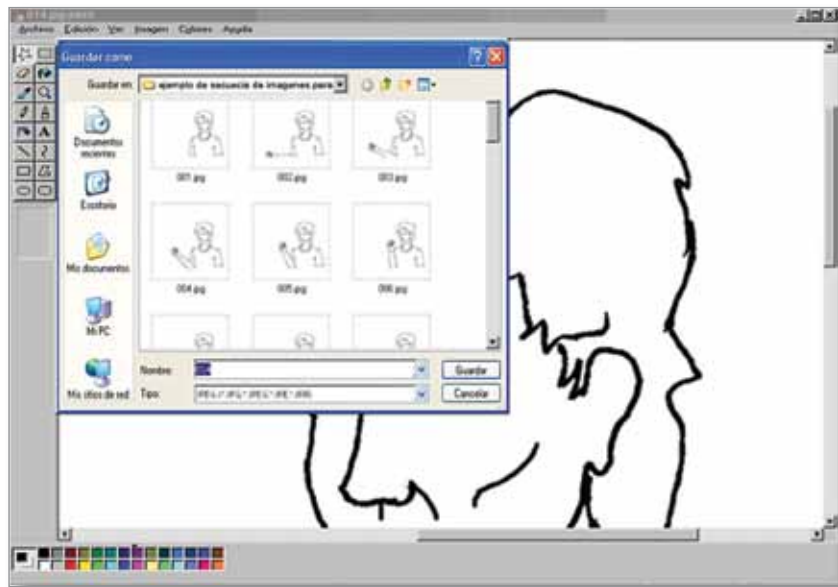 Archivo Edición Ver Imagen Colores Ayuda
Guardar como
Guardar en: ejemplo de secuecia de imagenes para
Documentos recientes
Escritorio
Mis documentos
Mi PC
Mis sitios de red
001.jpg 002.jpg 003.jpg
004.jpg 005.jpg 006.jpg
Nombre: Guardar
Tipo: Cancelar